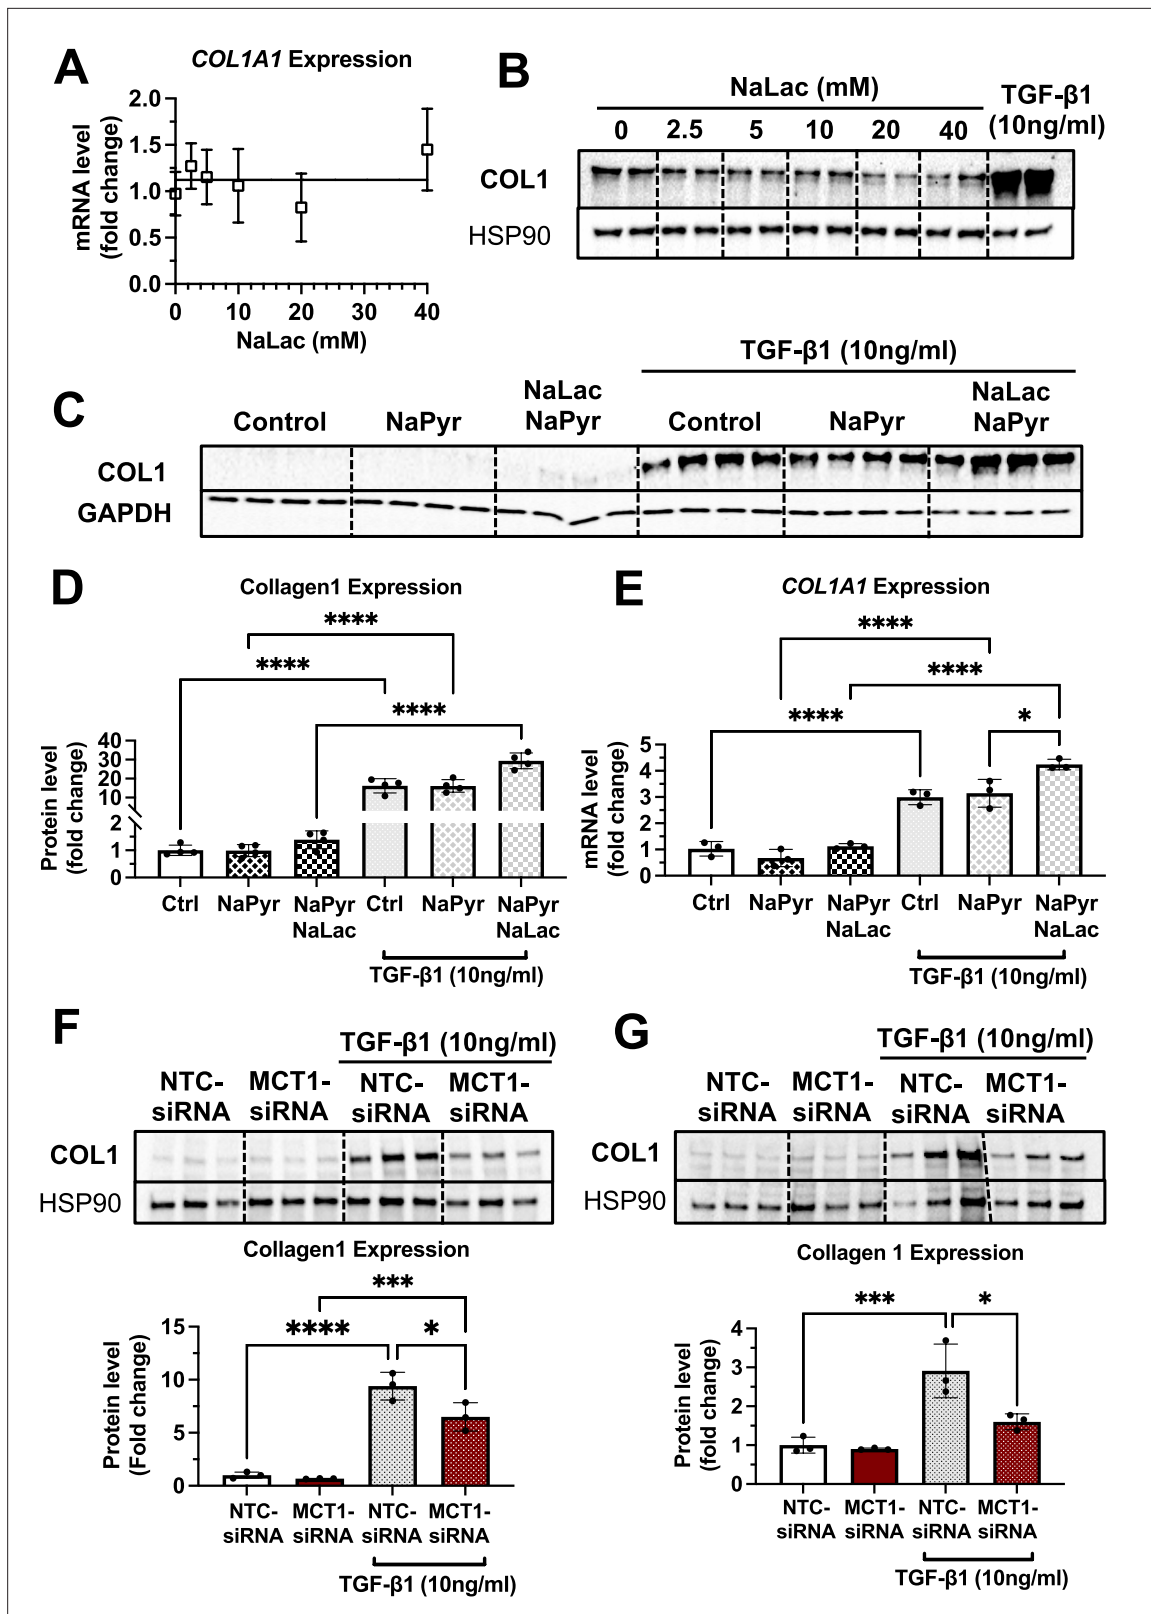 A
COL1A1 Expression
mRNA level
(fold change)
2.0
1.5
1.0
0.5
0.0
0 10 20 30 40
NaLac (mM)
B
NaLac (mM)
TGF-β1
(10ng/ml)
0 2.5 5 10 20 40
COL1
HSP90
C
TGF-β1 (10ng/ml)
Control NaPyr NaLac NaPyr Control NaPyr NaLac NaPyr
COL1
GAPDH
D
Collagen1 Expression
****
****
****
Protein level
(fold change)
40
30
20
10
2
1
0
Ctrl NaPyr NaPyr NaLac Ctrl NaPyr NaPyr NaLac
TGF-β1 (10ng/ml)
E
COL1A1 Expression
****
****
**** *
mRNA level
(fold change)
5
4
3
2
1
0
Ctrl NaPyr NaPyr NaLac Ctrl NaPyr NaPyr NaLac
TGF-β1 (10ng/ml)
F
TGF-β1 (10ng/ml)
NTC- MCT1- NTC- MCT1-
siRNA siRNA siRNA siRNA
COL1
HSP90
Collagen1 Expression
***
**** *
Protein level
(Fold change)
15
10
5
0
NTC- MCT1- NTC- MCT1-
siRNA siRNA siRNA siRNA
TGF-β1 (10ng/ml)
G
TGF-β1 (10ng/ml)
NTC- MCT1- NTC- MCT1-
siRNA siRNA siRNA siRNA
COL1
HSP90
Collagen 1 Expression
*** *
Protein level
(fold change)
4
3
2
1
0
NTC- MCT1- NTC- MCT1-
siRNA siRNA siRNA siRNA
TGF-β1 (10ng/ml)